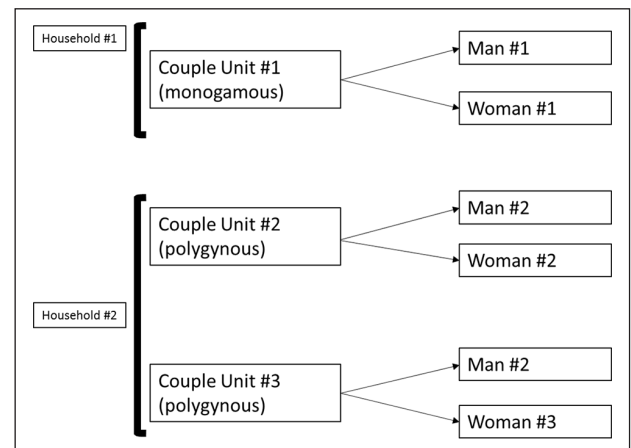 Household #1
Couple Unit #1
(monogamous)
Man #1
Woman #1
Household #2
Couple Unit #2
(polygynous)
Man #2
Woman #2
Couple Unit #3
(polygynous)
Man #2
Woman #3